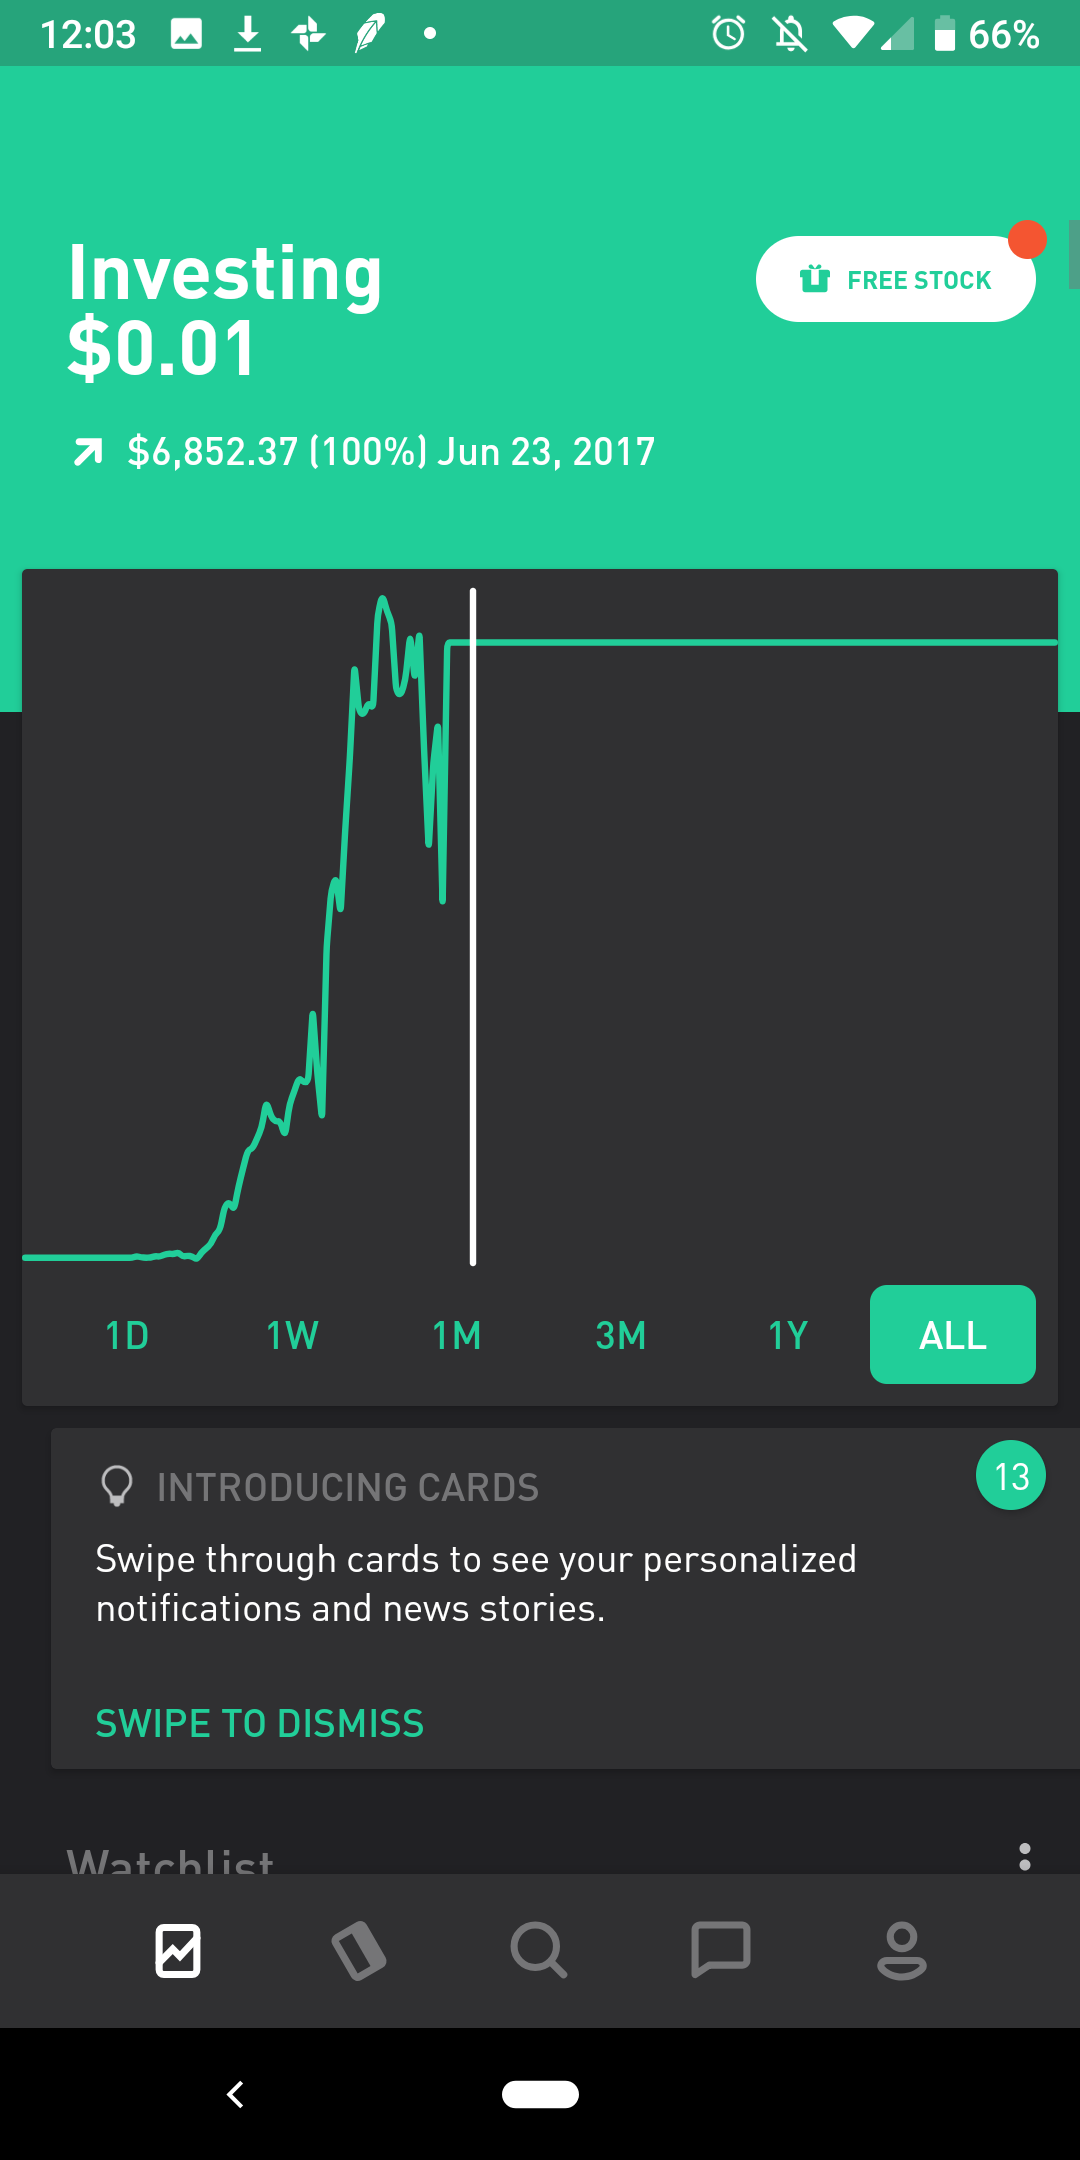 12:03 66%
Investing
$0.01
FREE STOCK
$6,852.37 (100%) Jun 23, 2017
1D 1W 1M 3M 1Y ALL
INTRODUCING CARDS
13
Swipe through cards to see your personalized
notifications and news stories.
SWIPE TO DISMISS
Watchlist